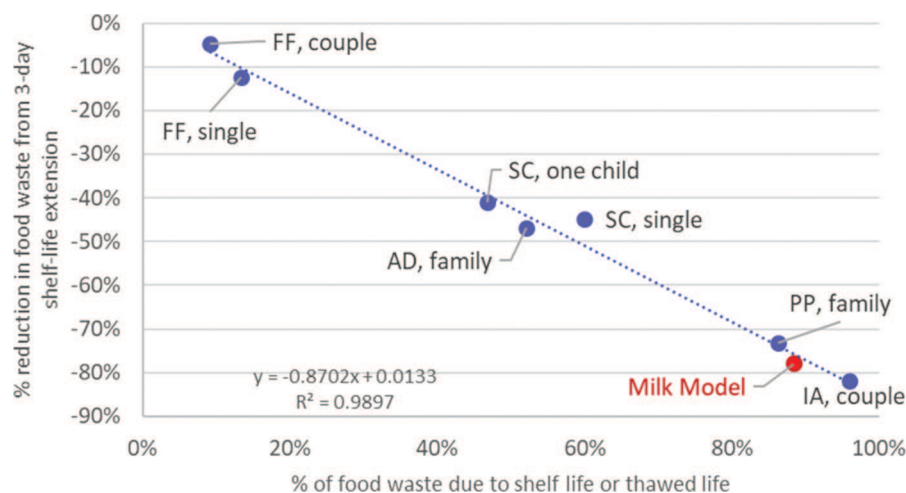 % reduction in food waste from 3-day
shelf-life extension
0%
-10%
-20%
-30%
-40%
-50%
-60%
-70%
-80%
-90%
FF, couple
FF, single
SC, one child
SC, single
AD, family
PP, family
Milk Model
IA, couple
y = -0.8702x + 0.0133
R² = 0.9897
0%
20%
40%
60%
80%
100%
% of food waste due to shelf life or thawed life